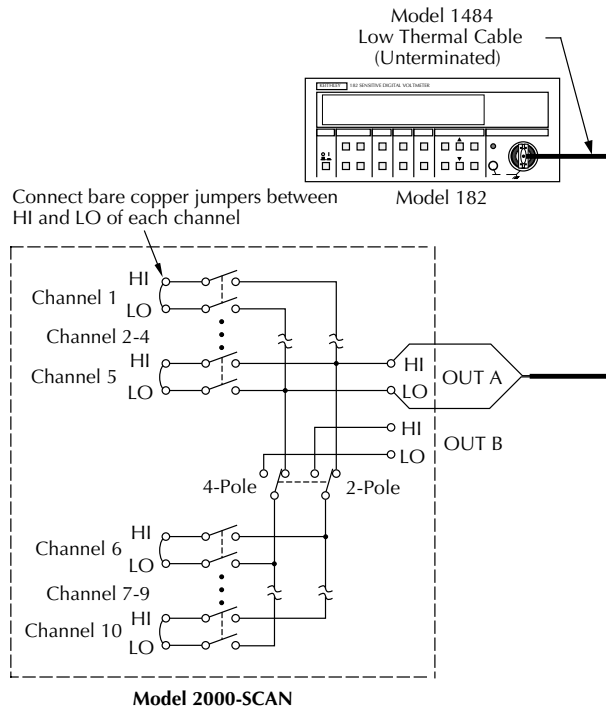 Model 1484
Low Thermal Cable
(Unterminated)
KEITHLEY 182 SENSITIVE DIGITAL VOLTMETER
Model 182
Connect bare copper jumpers between
HI and LO of each channel
HI
Channel 1
LO
Channel 2-4
HI
Channel 5
LO
HI
LO
OUT A
HI
LO
OUT B
4-Pole
2-Pole
HI
Channel 6
LO
Channel 7-9
HI
Channel 10
LO
Model 2000-SCAN